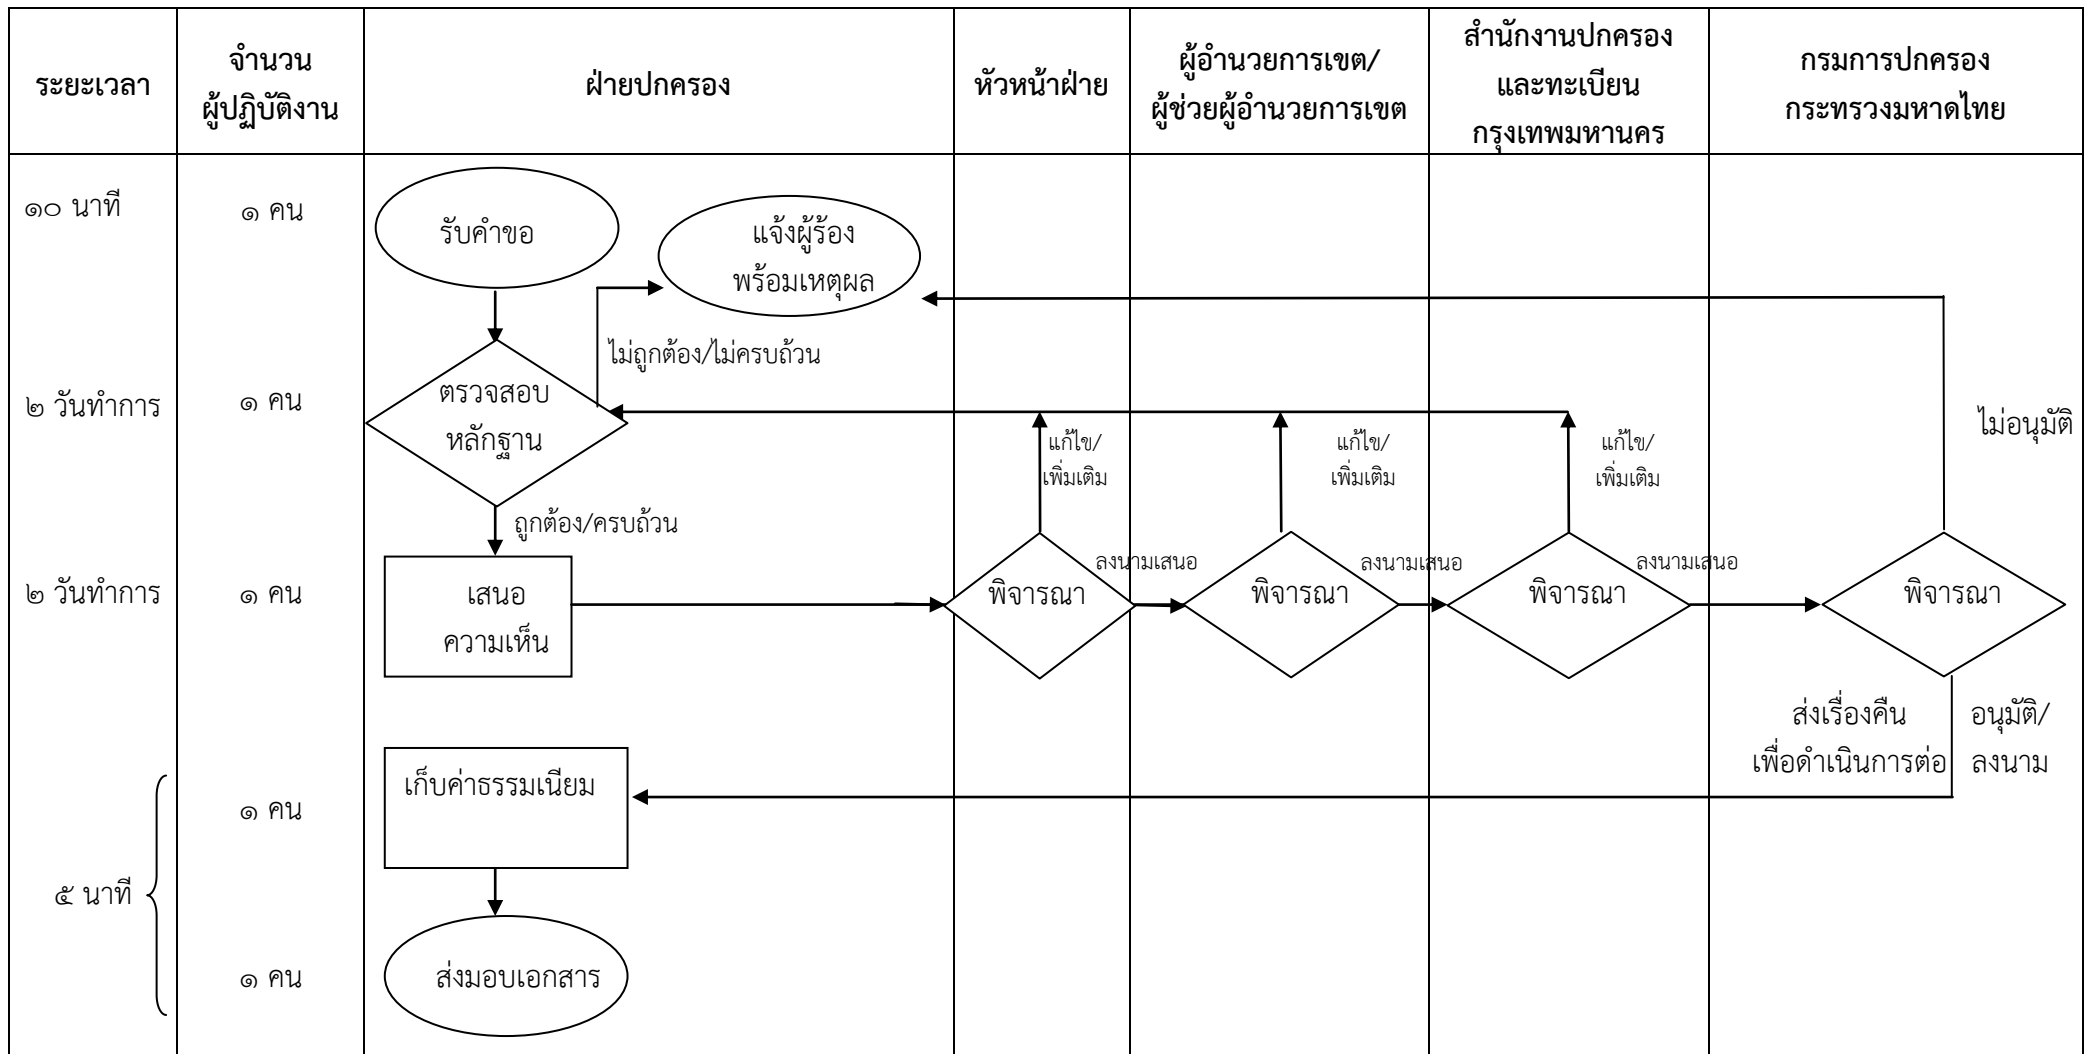 ระยะเวลา
จำนวน
ผู้ปฏิบัติงาน
ฝ่ายปกครอง
หัวหน้าฝ่าย
ผู้อำนวยการเขต/
ผู้ช่วยผู้อำนวยการเขต
สำนักงานปกครอง
และทะเบียน
กรุงเทพมหานคร
กรมการปกครอง
กระทรวงมหาดไทย
๑๐ นาที
๑ คน
รับคำขอ
แจ้งผู้ร้อง
พร้อมเหตุผล
ไม่ถูกต้อง/ไม่ครบถ้วน
๒ วันทำการ
๑ คน
ตรวจสอบ
หลักฐาน
แก้ไข/
เพิ่มเติม
แก้ไข/
เพิ่มเติม
แก้ไข/
เพิ่มเติม
ไม่อนุมัติ
ถูกต้อง/ครบถ้วน
๒ วันทำการ
๑ คน
เสนอ
ความเห็น
พิจารณา
ลงนามเสนอ
พิจารณา
ลงนามเสนอ
พิจารณา
ลงนามเสนอ
พิจารณา
ส่งเรื่องคืน
เพื่อดำเนินการต่อ
อนุมัติ/
ลงนาม
๑ คน
เก็บค่าธรรมเนียม
๕ นาที
๑ คน
ส่งมอบเอกสาร